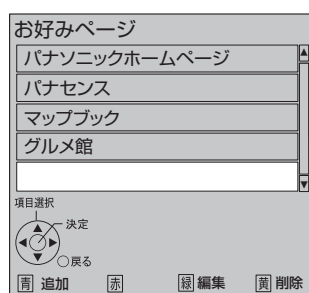 お好みページ
パナソニックホームページ
パナセンス
マップブック
グルメ館
項目選択
決定
戻る
青 追加 赤 緑 編集 黄 削除